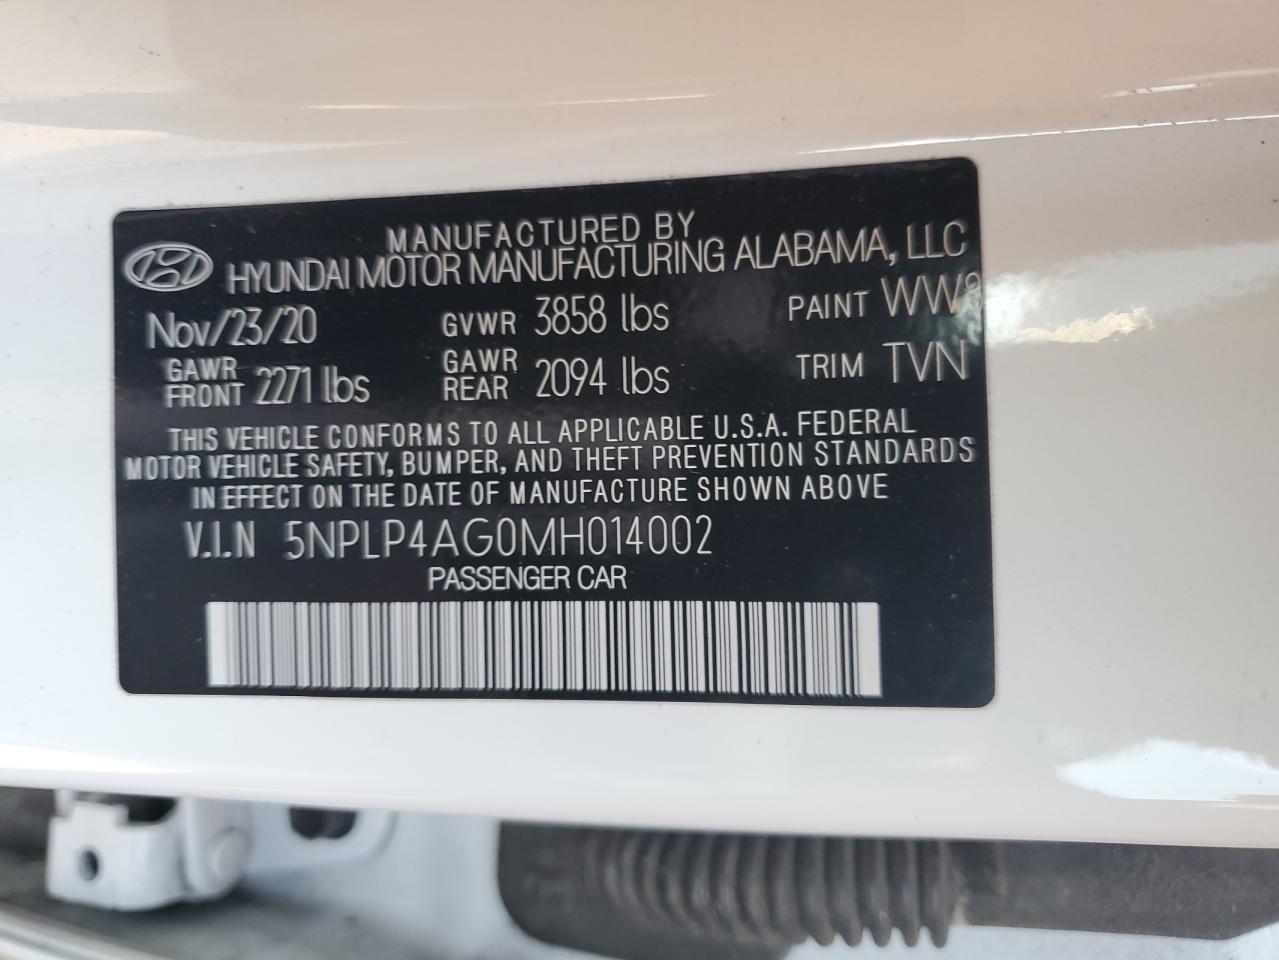 MANUFACTURED BY
HYUNDAI MOTOR MANUFACTURING ALABAMA, LLC
Nov/23/20 GVWR 3858 lbs PAINT WW8
GAWR FRONT 2271 lbs GAWR REAR 2094 lbs TRIM TVN
THIS VEHICLE CONFORMS TO ALL APPLICABLE U.S.A. FEDERAL
MOTOR VEHICLE SAFETY, BUMPER, AND THEFT PREVENTION STANDARDS
IN EFFECT ON THE DATE OF MANUFACTURE SHOWN ABOVE
V.I.N 5NPLP4AG0MH014002
PASSENGER CAR